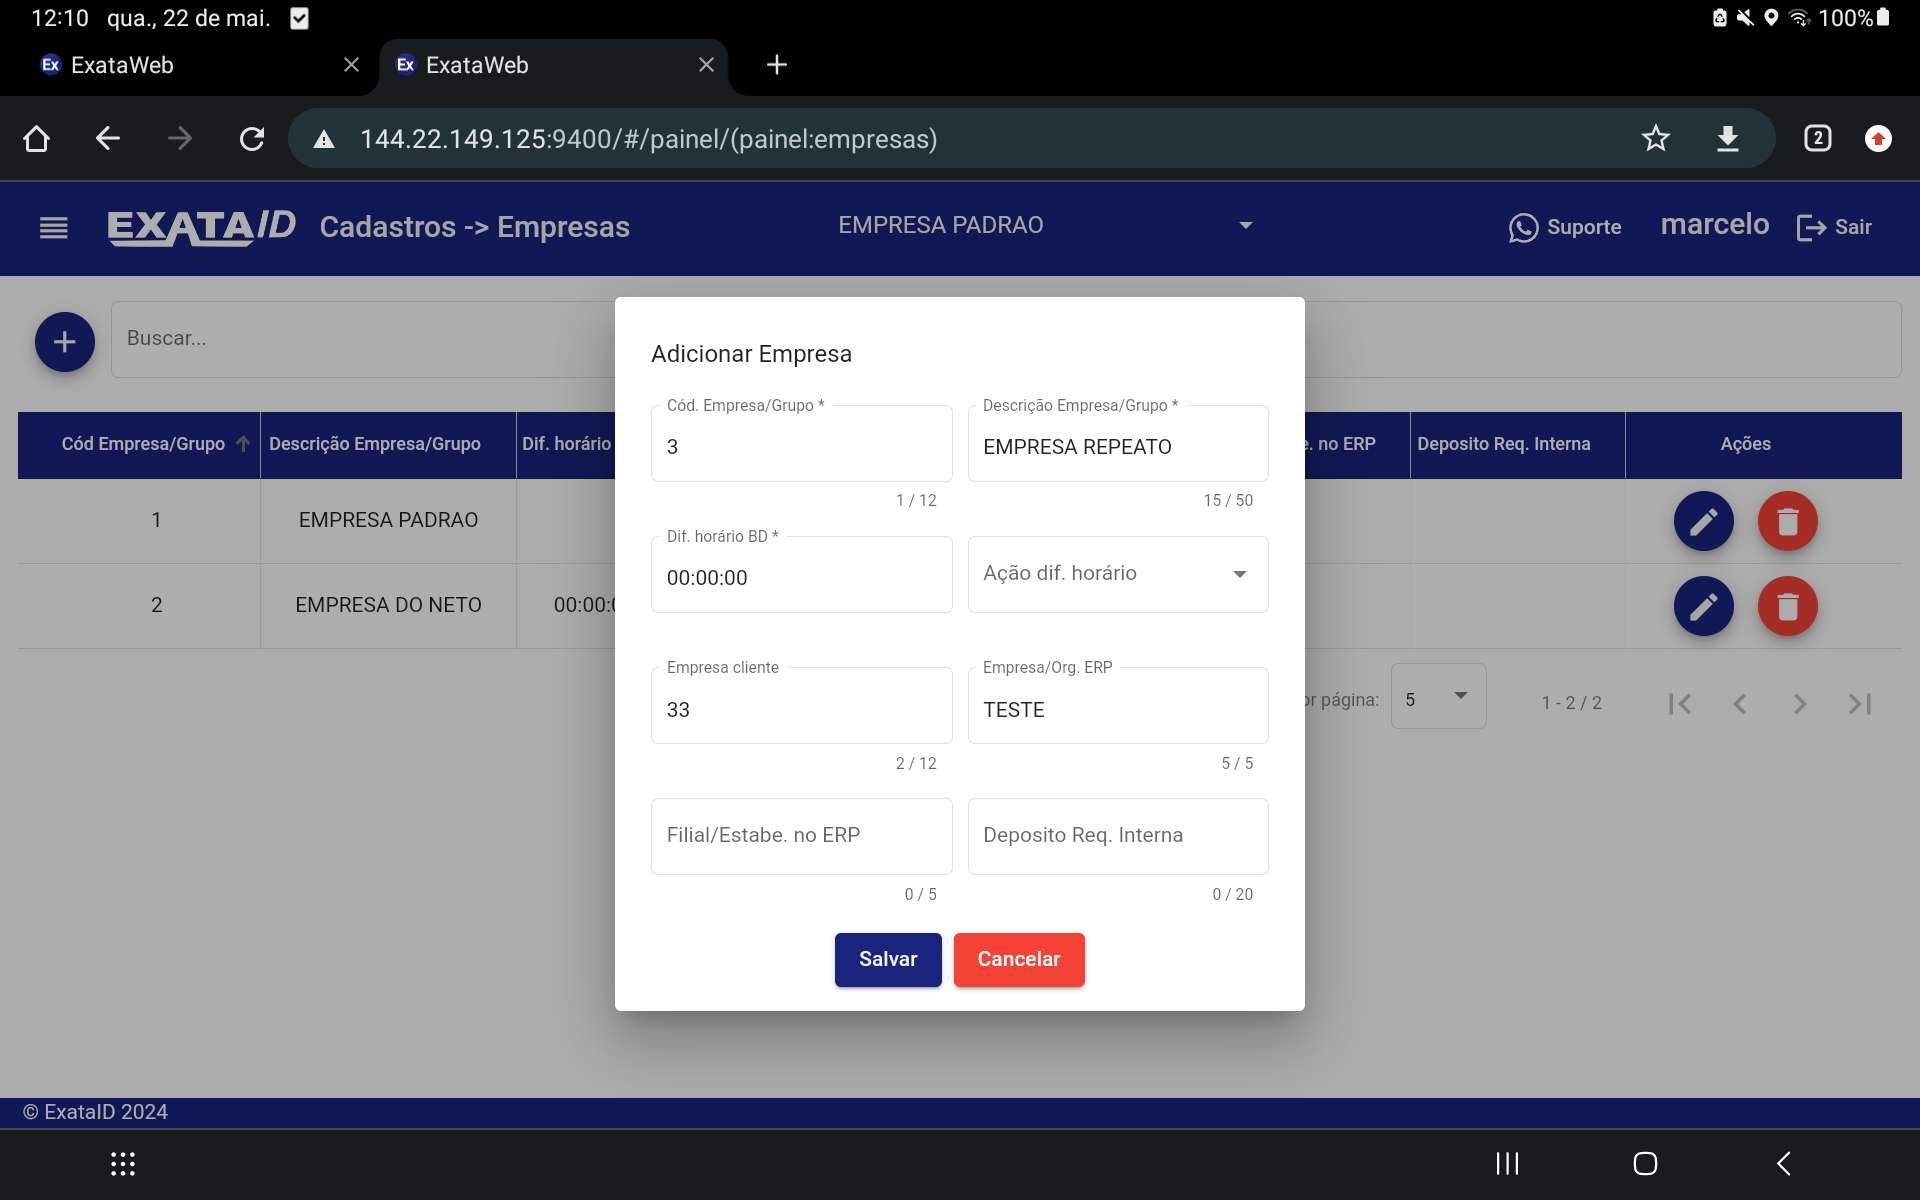 12:10 qua., 22 de mai. 100%
Ex ExataWeb Ex ExataWeb
144.22.149.125:9400/#/painel/(painel:empresas) 2
EXATAID Cadastros -> Empresas EMPRESA PADRAO Suporte marcelo Sair
Buscar...
Adicionar Empresa
Cód. Empresa/Grupo * Descrição Empresa/Grupo *
3 EMPRESA REPEATO
1 / 12 15 / 50
Dif. horário BD *
00:00:00 Ação dif. horário
Empresa cliente Empresa/Org. ERP
33 TESTE
2 / 12 5 / 5
Filial/Estabe. no ERP Deposito Req. Interna
0 / 5 0 / 20
Salvar Cancelar
Cód Empresa/Grupo Descrição Empresa/Grupo Dif. horário no ERP Deposito Req. Interna Ações
1 EMPRESA PADRAO
2 EMPRESA DO NETO 00:00:
página: 5 1 - 2 / 2
© ExataID 2024